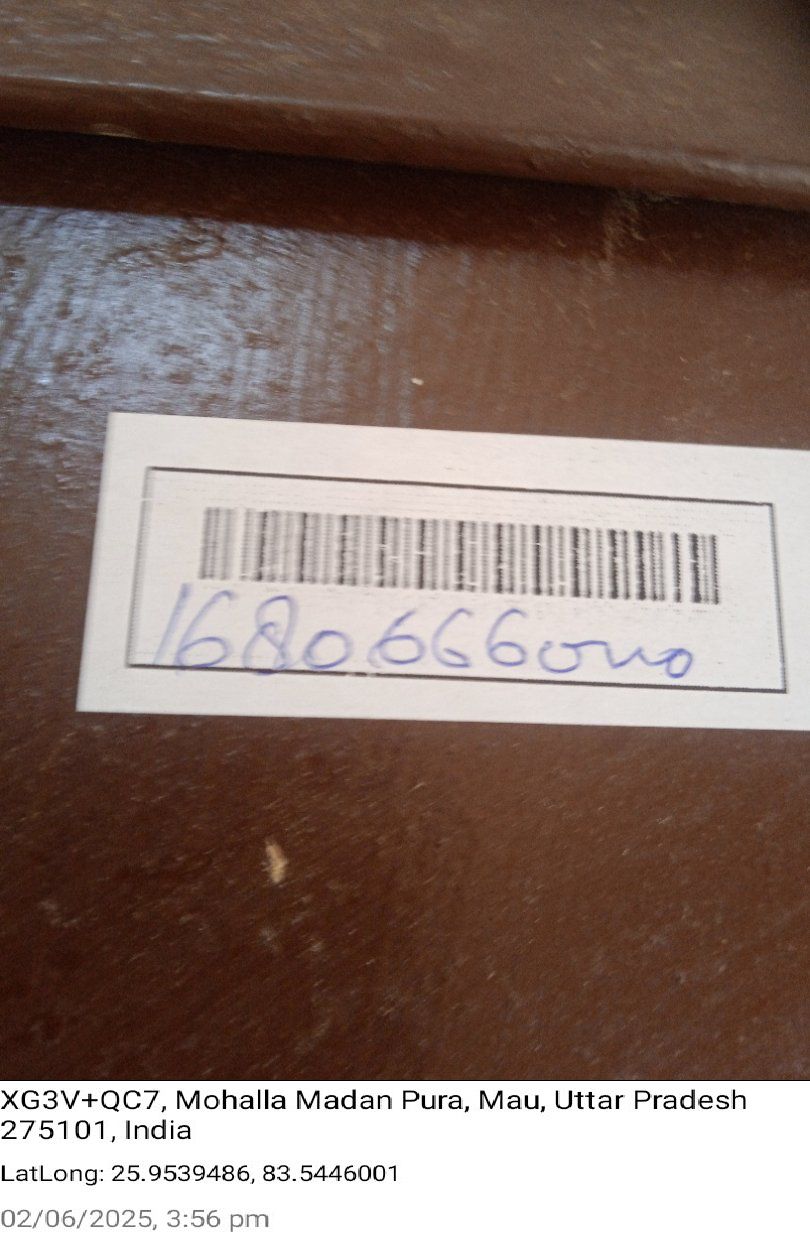 1680666000
XG3V+QC7, Mohalla Madan Pura, Mau, Uttar Pradesh
275101, India
LatLong: 25.9539486, 83.5446001
02/06/2025, 3:56 pm